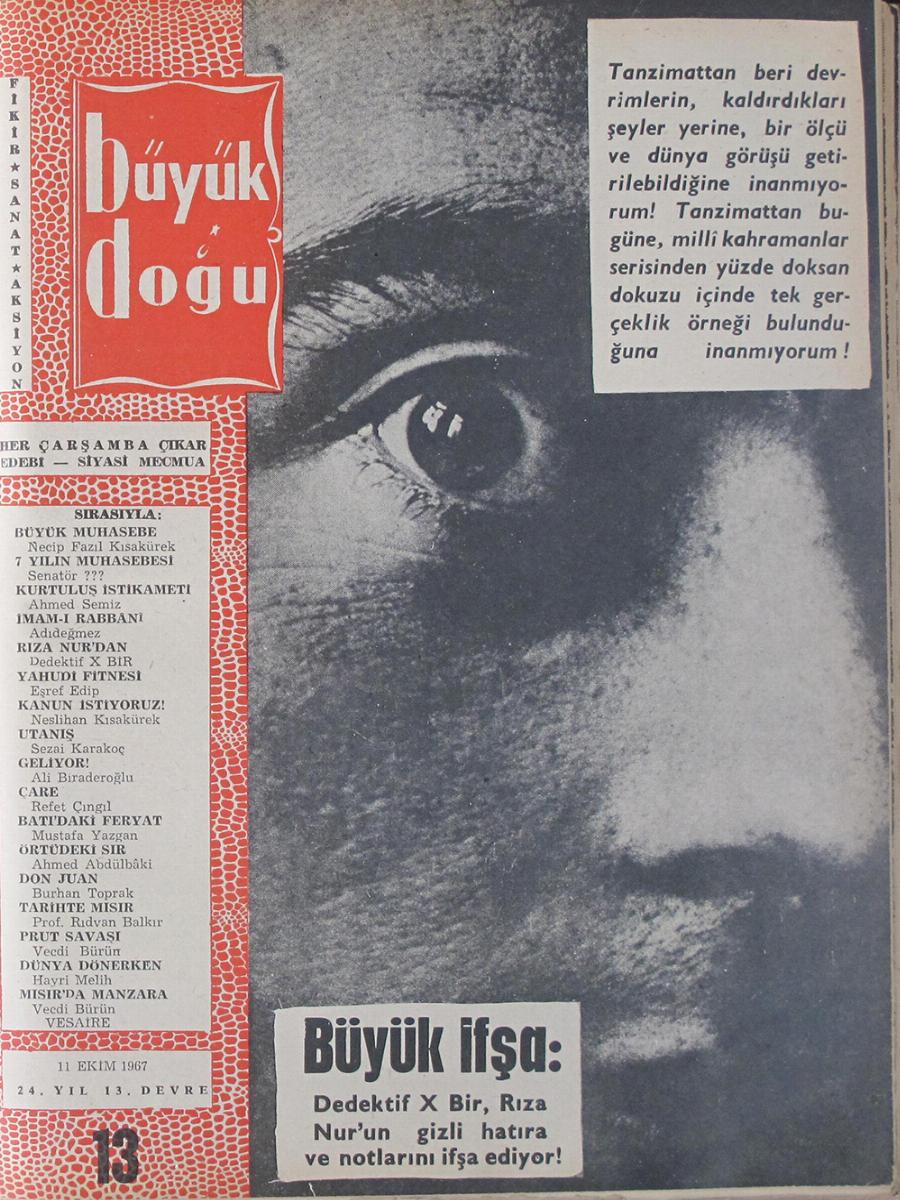 FİKİR★SANAT★AKSİYON
büyük
doğu
HER ÇARŞAMBA ÇIKAR
EDEBİ — SİYASİ MECMUA
SIRASIYLA:
BÜYÜK MUHASEBE
Necip Fazıl Kısakürek
7 YILIN MUHASEBESİ
Senatör ???
KURTULUŞ İSTİKAMETİ
Ahmed Semiz
İMAM-I RABBANİ
Adıdeğmez
RIZA NUR'DAN
Dedektif X BİR
YAHUDİ FİTNESİ
Eşref Edip
KANUN İSTİYORUZ!
Neslihan Kısakürek
UTANIŞ
Sezai Karakoç
GELİYOR!
Ali Biraderoğlu
ÇARE
Refet Çıngıl
BATI'DAKİ FERYAT
Mustafa Yazgan
ÖRTÜDEKİ SIR
Ahmed Abdülbâki
DON JUAN
Burhan Toprak
TARİHTE MISIR
Prof. Rıdvan Balkır
PRUT SAVAŞI
Vecdi Bürün
DÜNYA DÖNERKEN
Hayri Melih
MISIR'DA MANZARA
Vecdi Bürün
VESAİRE
11 EKİM 1967
24. YIL 13. DEVRE
13
Tanzimattan beri dev-
rimlerin, kaldırdıkları
şeyler yerine, bir ölçü
ve dünya görüşü geti-
rilebildiğine inanmıyo-
rum! Tanzimattan bu-
güne, millî kahramanlar
serisinden yüzde doksan
dokuzu içinde tek ger-
çeklik örneği bulundu-
ğuna inanmıyorum!
Büyük ifşa:
Dedektif X Bir, Rıza
Nur'un gizli hatıra
ve notlarını ifşa ediyor!